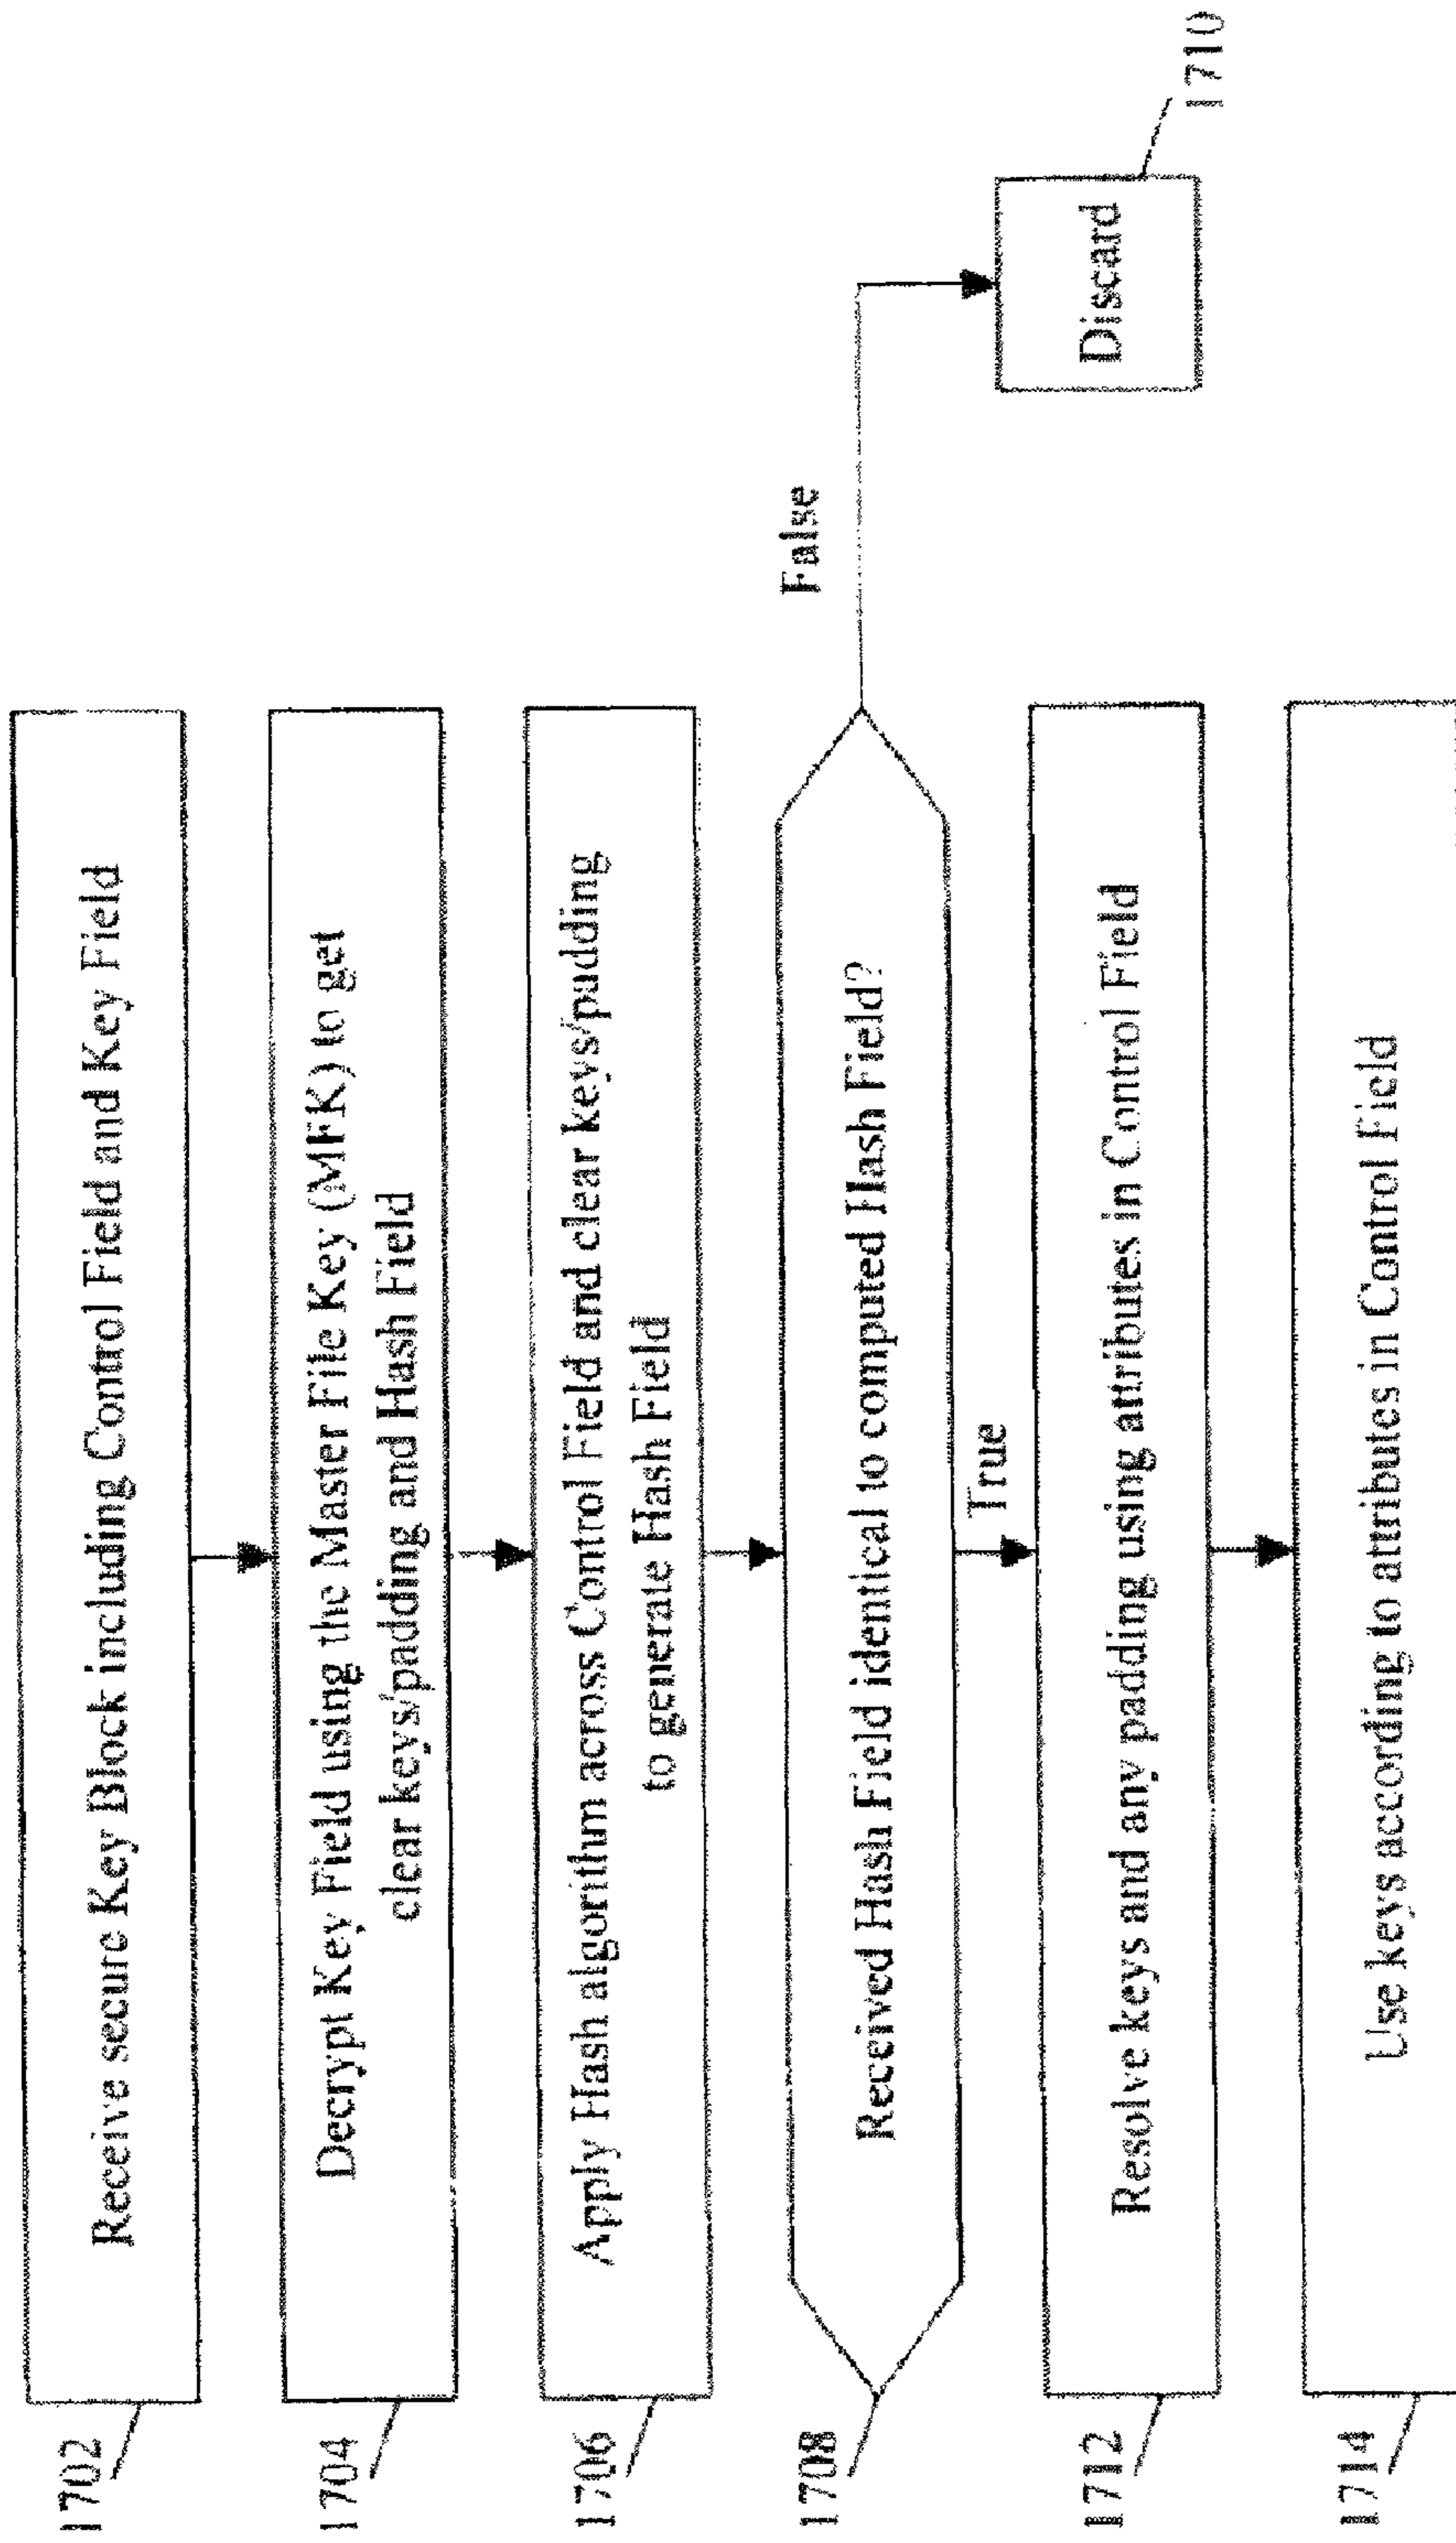 1702
Receive secure Key Block including Control Field and Key Field
1704
Decrypt Key Field using the Master File Key (MFK) to get
clear keys/padding and Hash Field
1706
Apply Hash algorithm across Control Field and clear keys/padding
to generate Hash Field
1708
Received Hash Field identical to computed Hash Field?
False
True
Discard
1710
1712
Resolve keys and any padding using attributes in Control Field
1714
Use keys according to attributes in Control Field